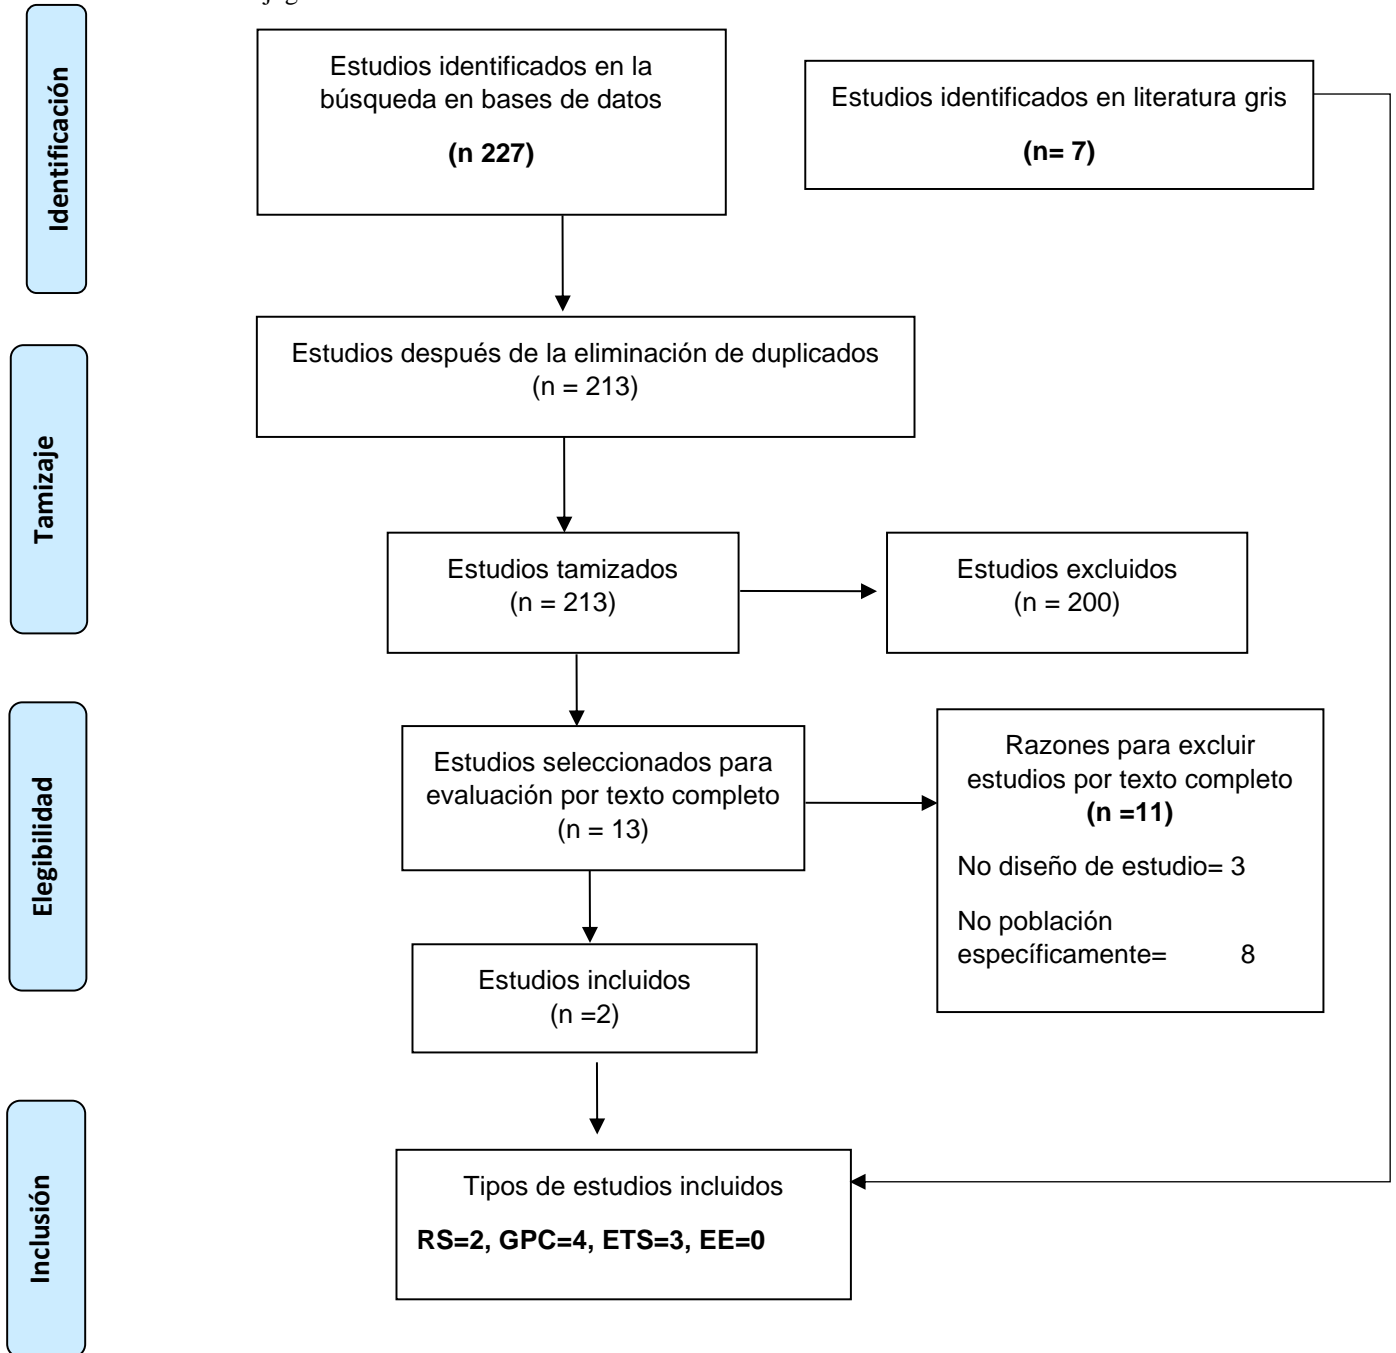 Identificación
Estudios identificados en la
búsqueda en bases de datos
(n 227)
Estudios identificados en literatura gris
(n= 7)
Tamizaje
Estudios después de la eliminación de duplicados
(n = 213)
Estudios tamizados
(n = 213)
Estudios excluidos
(n = 200)
Elegibilidad
Estudios seleccionados para
evaluación por texto completo
(n = 13)
Razones para excluir
estudios por texto completo
(n =11)
No diseño de estudio= 3
No población
específicamente= 8
Estudios incluidos
(n =2)
Inclusión
Tipos de estudios incluidos
RS=2, GPC=4, ETS=3, EE=0